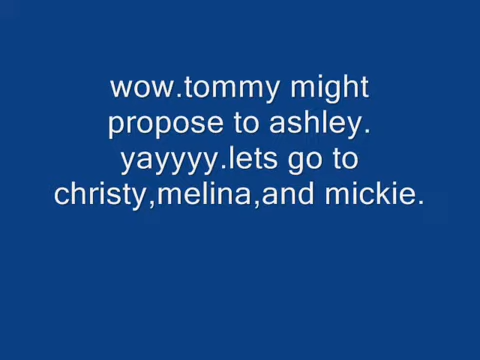 wow.tommy might
propose to ashley.
yayyyy.lets go to
christy,melina,and mickie.